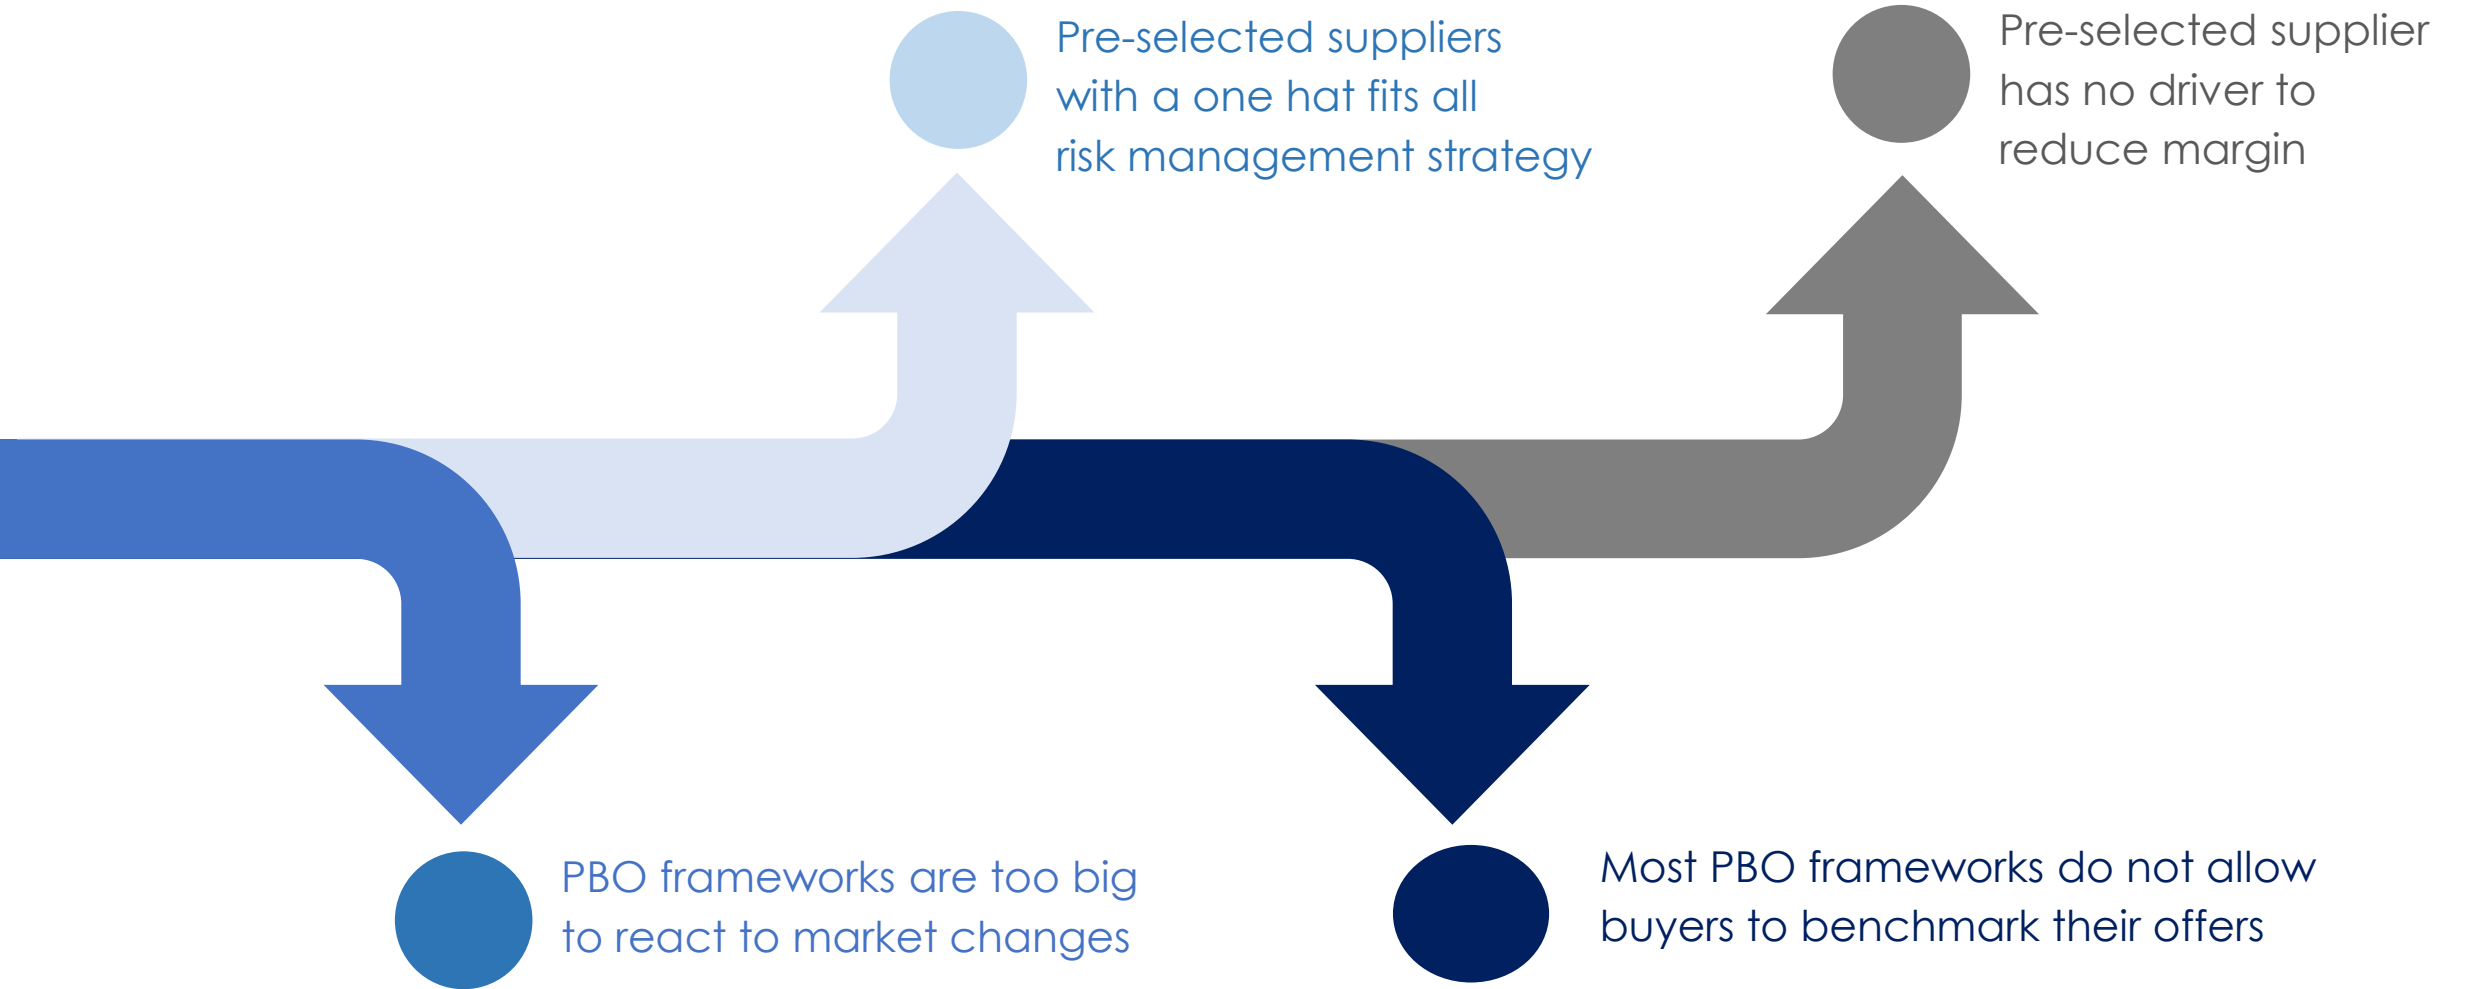 Pre-selected suppliers
with a one hat fits all
risk management strategy
Pre-selected supplier
has no driver to
reduce margin
PBO frameworks are too big
to react to market changes
Most PBO frameworks do not allow
buyers to benchmark their offers